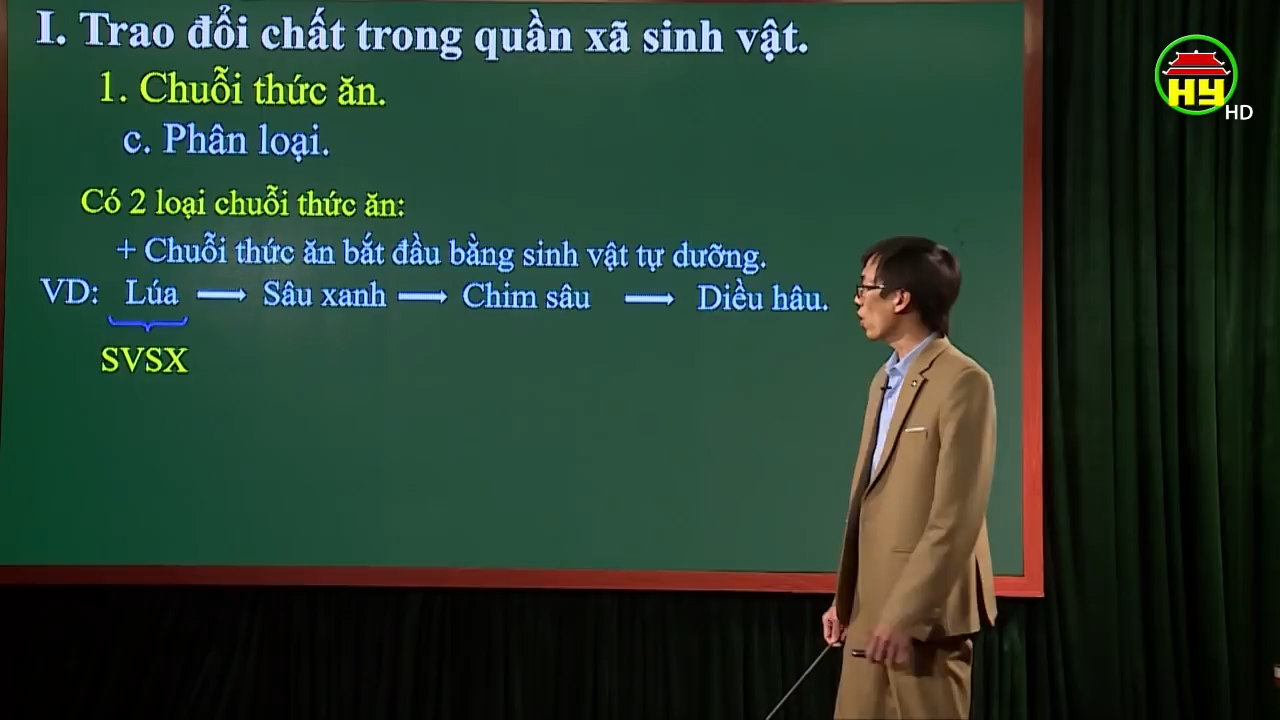 I. Trao đổi chất trong quần xã sinh vật.
1. Chuỗi thức ăn.
c. Phân loại.
Có 2 loại chuỗi thức ăn:
+ Chuỗi thức ăn bắt đầu bằng sinh vật tự dưỡng.
VD: Lúa → Sâu xanh → Chim sâu → Diều hâu.
SVSX
HY
HD